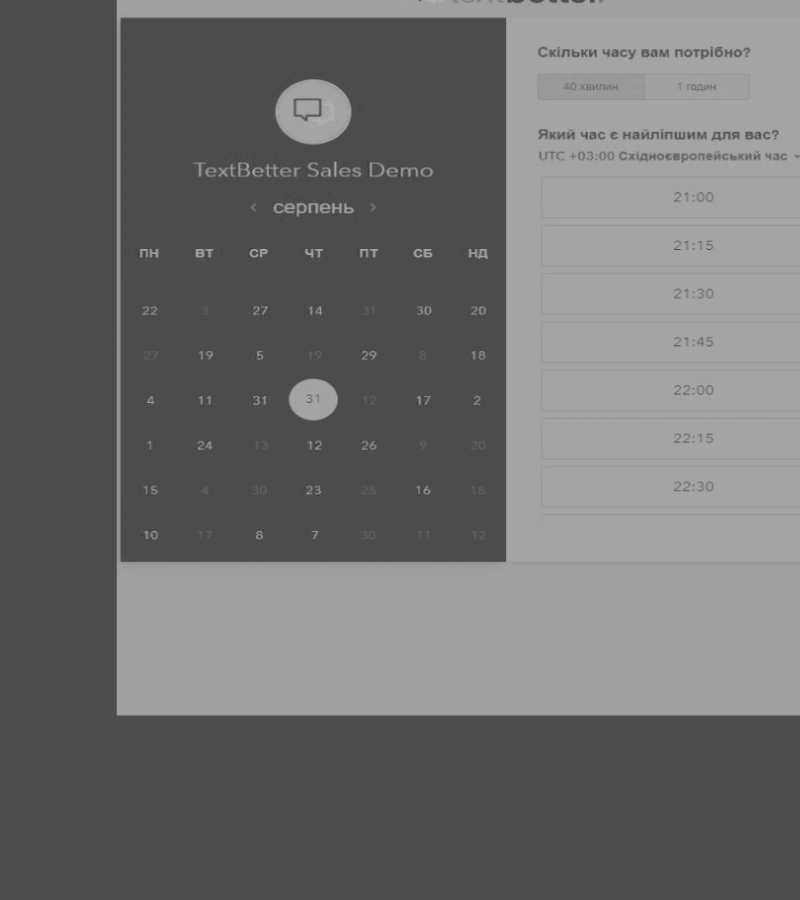 TextBetter Sales Demo
< серпень >
ПН ВТ СР ЧТ ПТ СБ НД
22 3 27 14 31 30 20
27 19 5 19 29 8 18
4 11 31 31 12 17 2
1 24 13 12 26 9 20
15 4 30 23 25 16 18
10 17 8 7 30 11 12
Скільки часу вам потрібно?
40 хвилин 1 годин
Який час є найліпшим для вас?
UTC +03:00 Східноєвропейський час
21:00
21:15
21:30
21:45
22:00
22:15
22:30